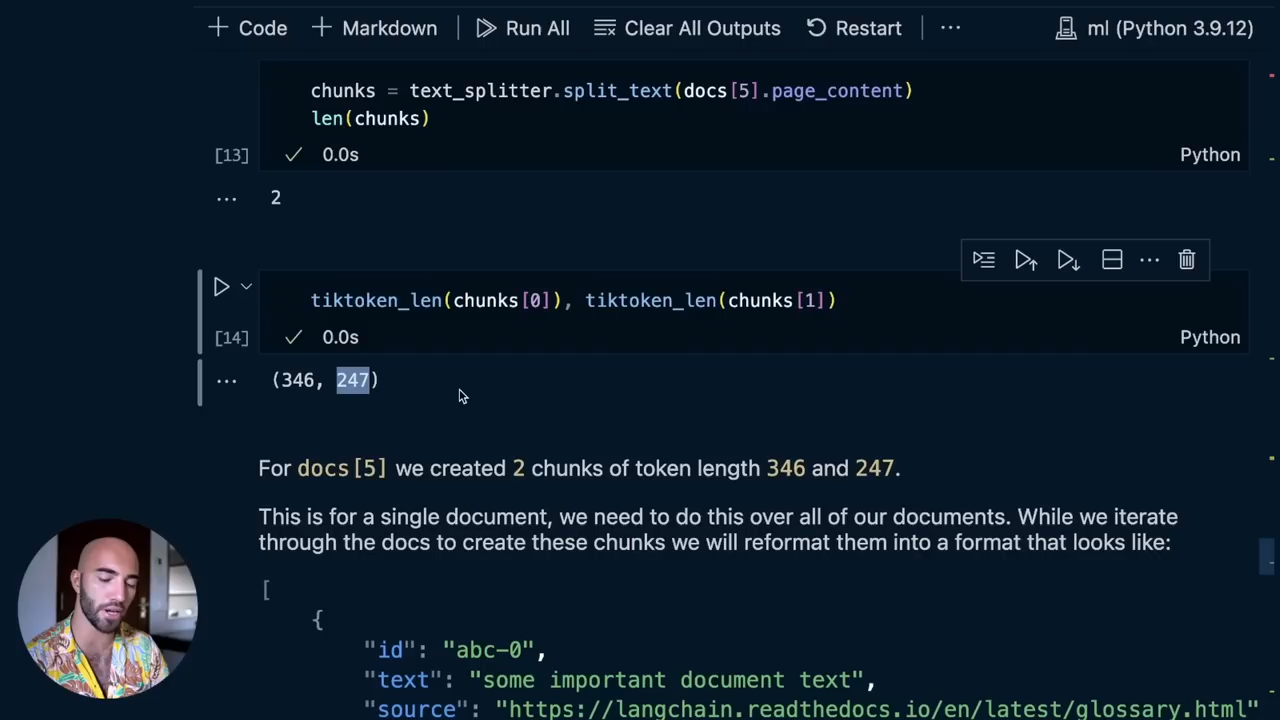 Code Markdown Run All Clear All Outputs Restart ... ml (Python 3.9.12)
chunks = text_splitter.split_text(docs[5].page_content)
len(chunks)
[13] 0.0s Python
... 2
tiktoken_len(chunks[0]), tiktoken_len(chunks[1])
[14] 0.0s Python
... (346, 247)
For docs[5] we created 2 chunks of token length 346 and 247.
This is for a single document, we need to do this over all of our documents. While we iterate
through the docs to create these chunks we will reformat them into a format that looks like:
[
{
"id": "abc-0",
"text": "some important document text",
"source": "https://langchain.readthedocs.io/en/latest/glossary.html"